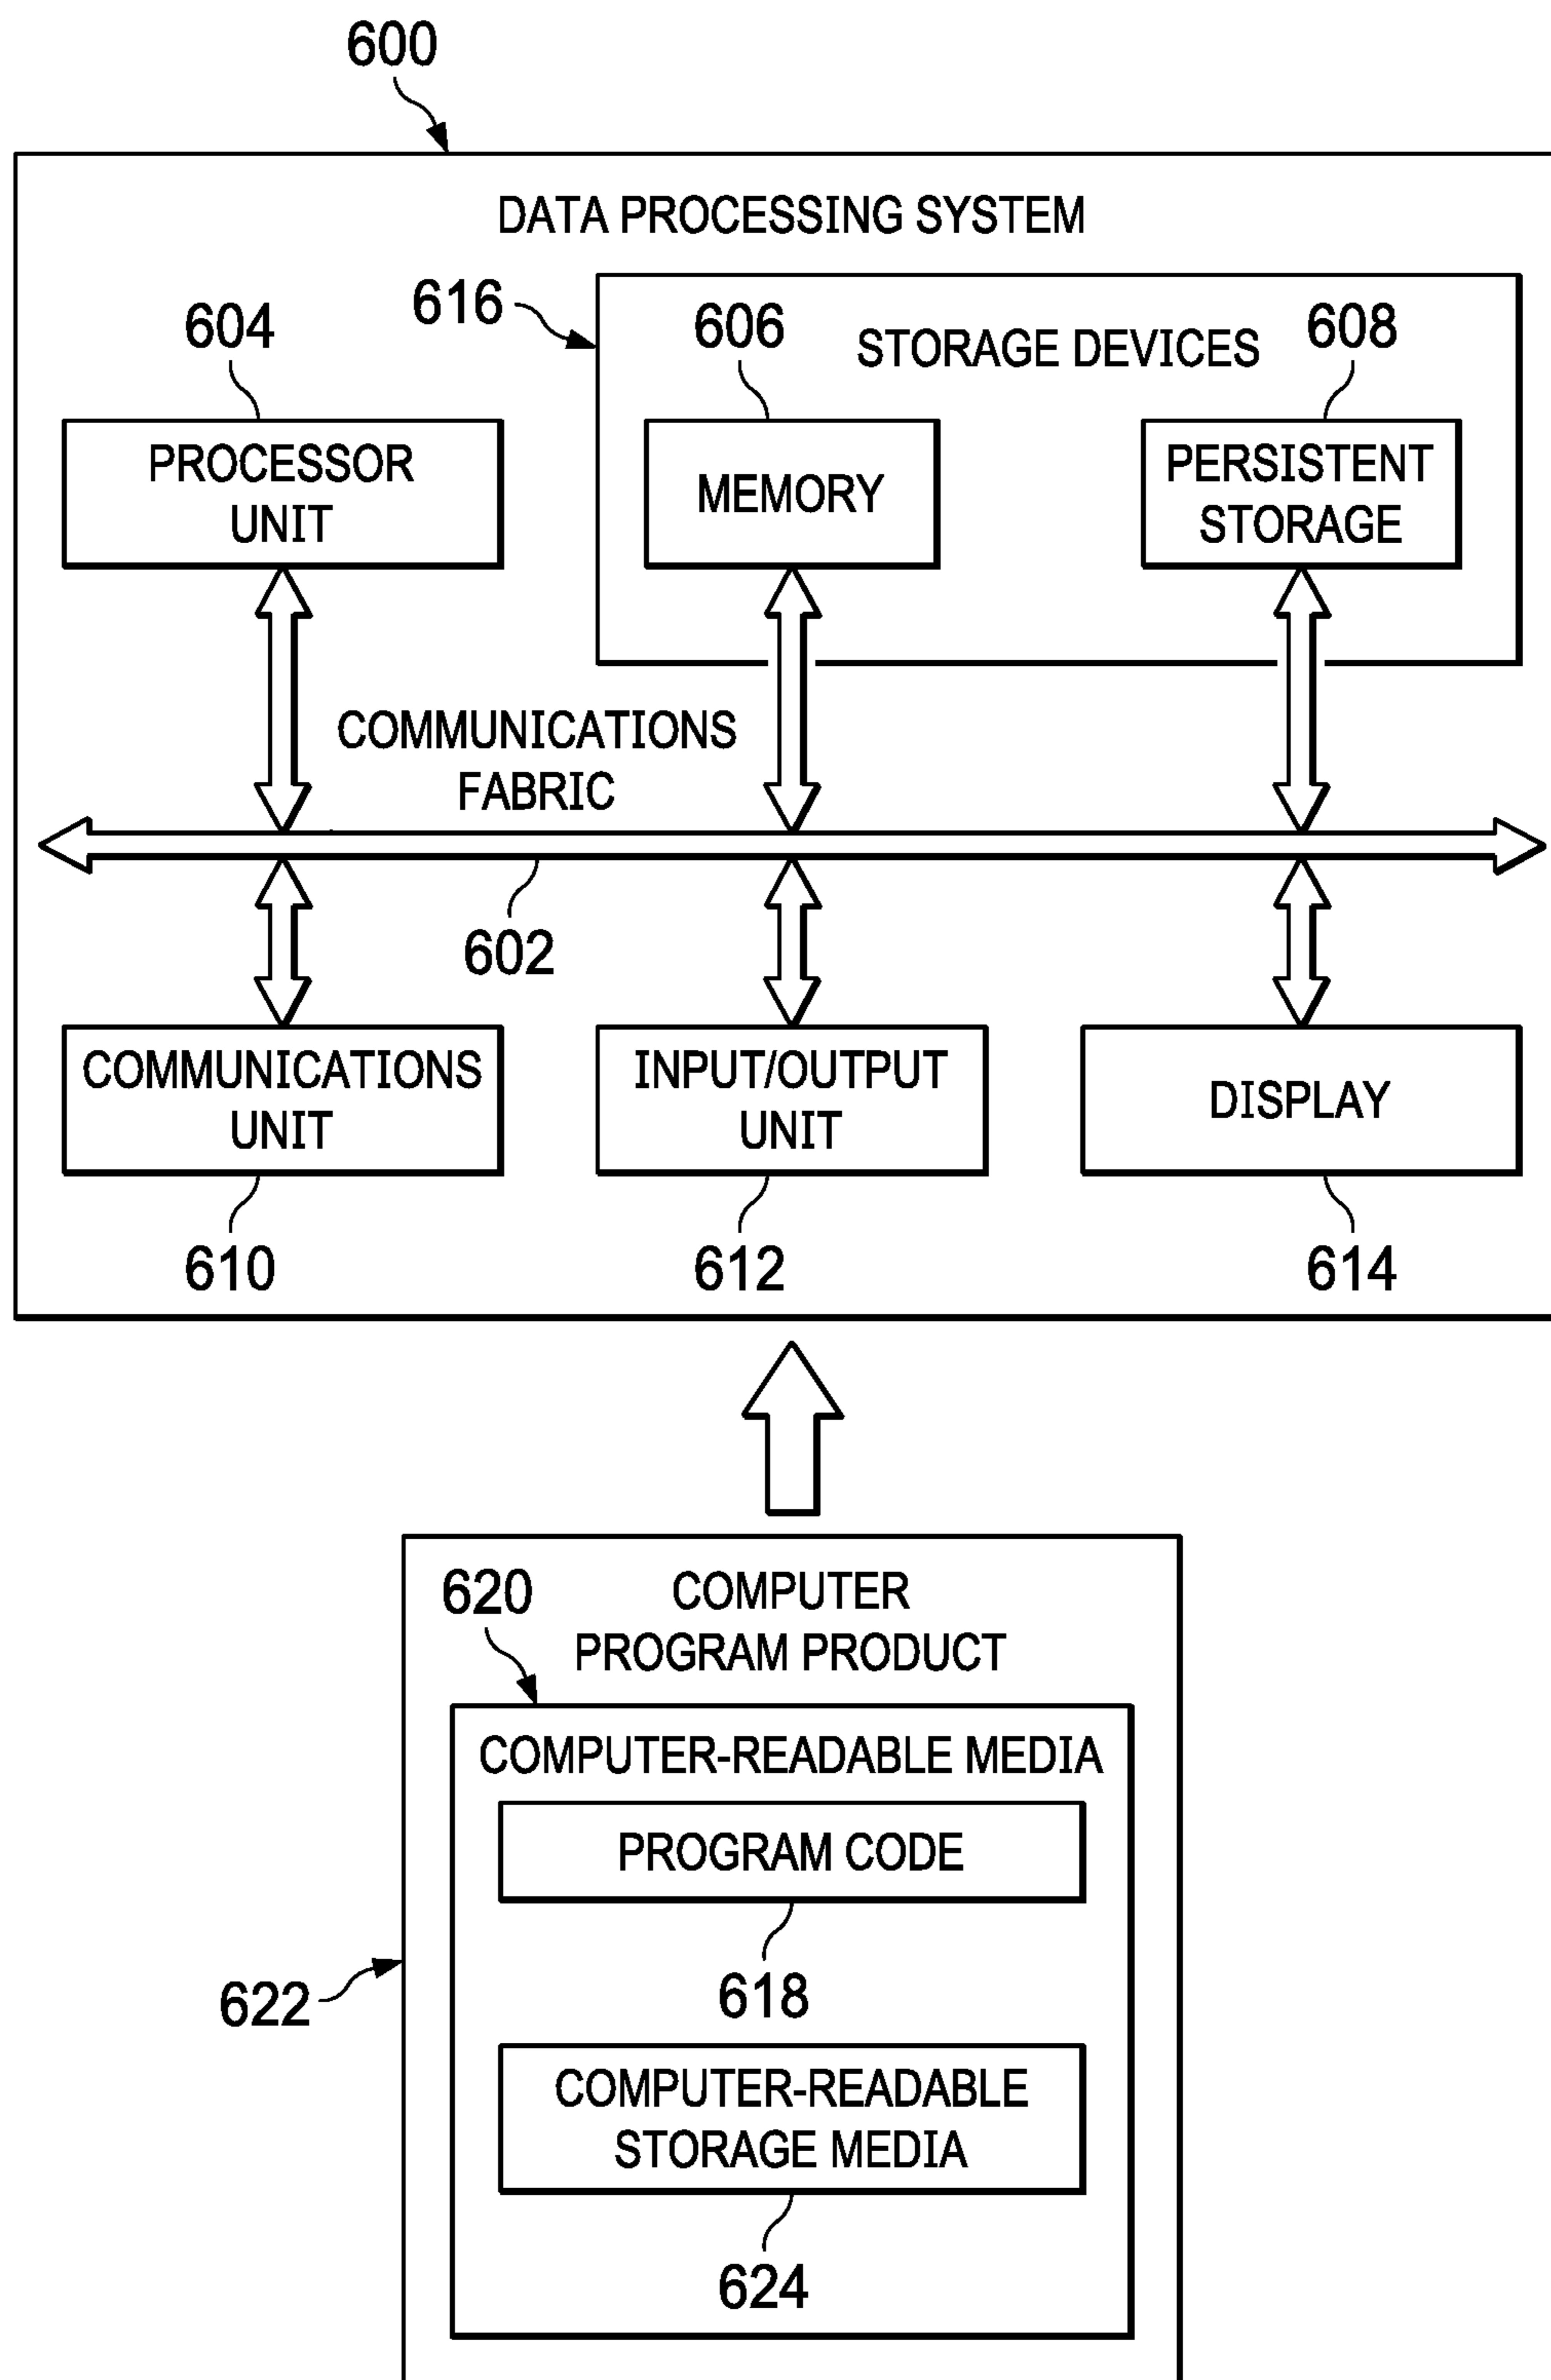 600
DATA PROCESSING SYSTEM
616
604
606
STORAGE DEVICES
608
PROCESSOR
UNIT
MEMORY
PERSISTENT
STORAGE
COMMUNICATIONS
FABRIC
602
COMMUNICATIONS
UNIT
INPUT/OUTPUT
UNIT
DISPLAY
610
612
614
620
COMPUTER
PROGRAM PRODUCT
COMPUTER-READABLE MEDIA
PROGRAM CODE
618
622
COMPUTER-READABLE
STORAGE MEDIA
624